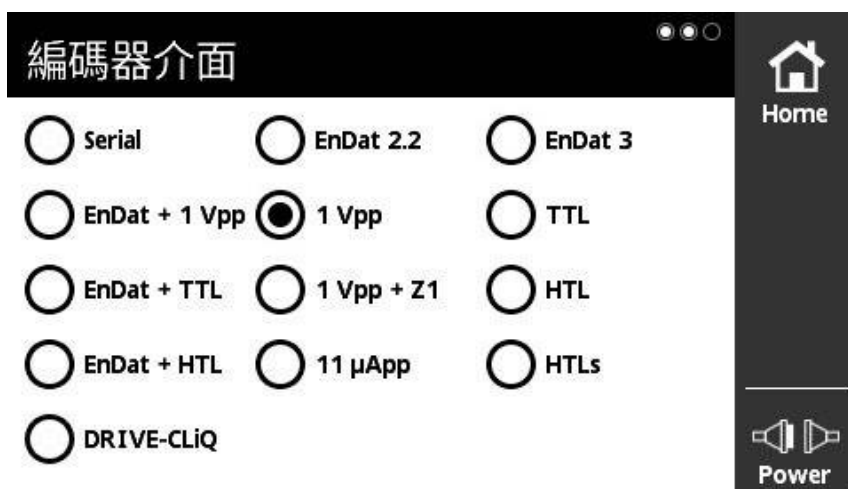 編碼器介面
Home
Serial
EnDat 2.2
EnDat 3
EnDat + 1 Vpp
1 Vpp
TTL
EnDat + TTL
1 Vpp + Z1
HTL
EnDat + HTL
11 µApp
HTLs
DRIVE-CLiQ
Power